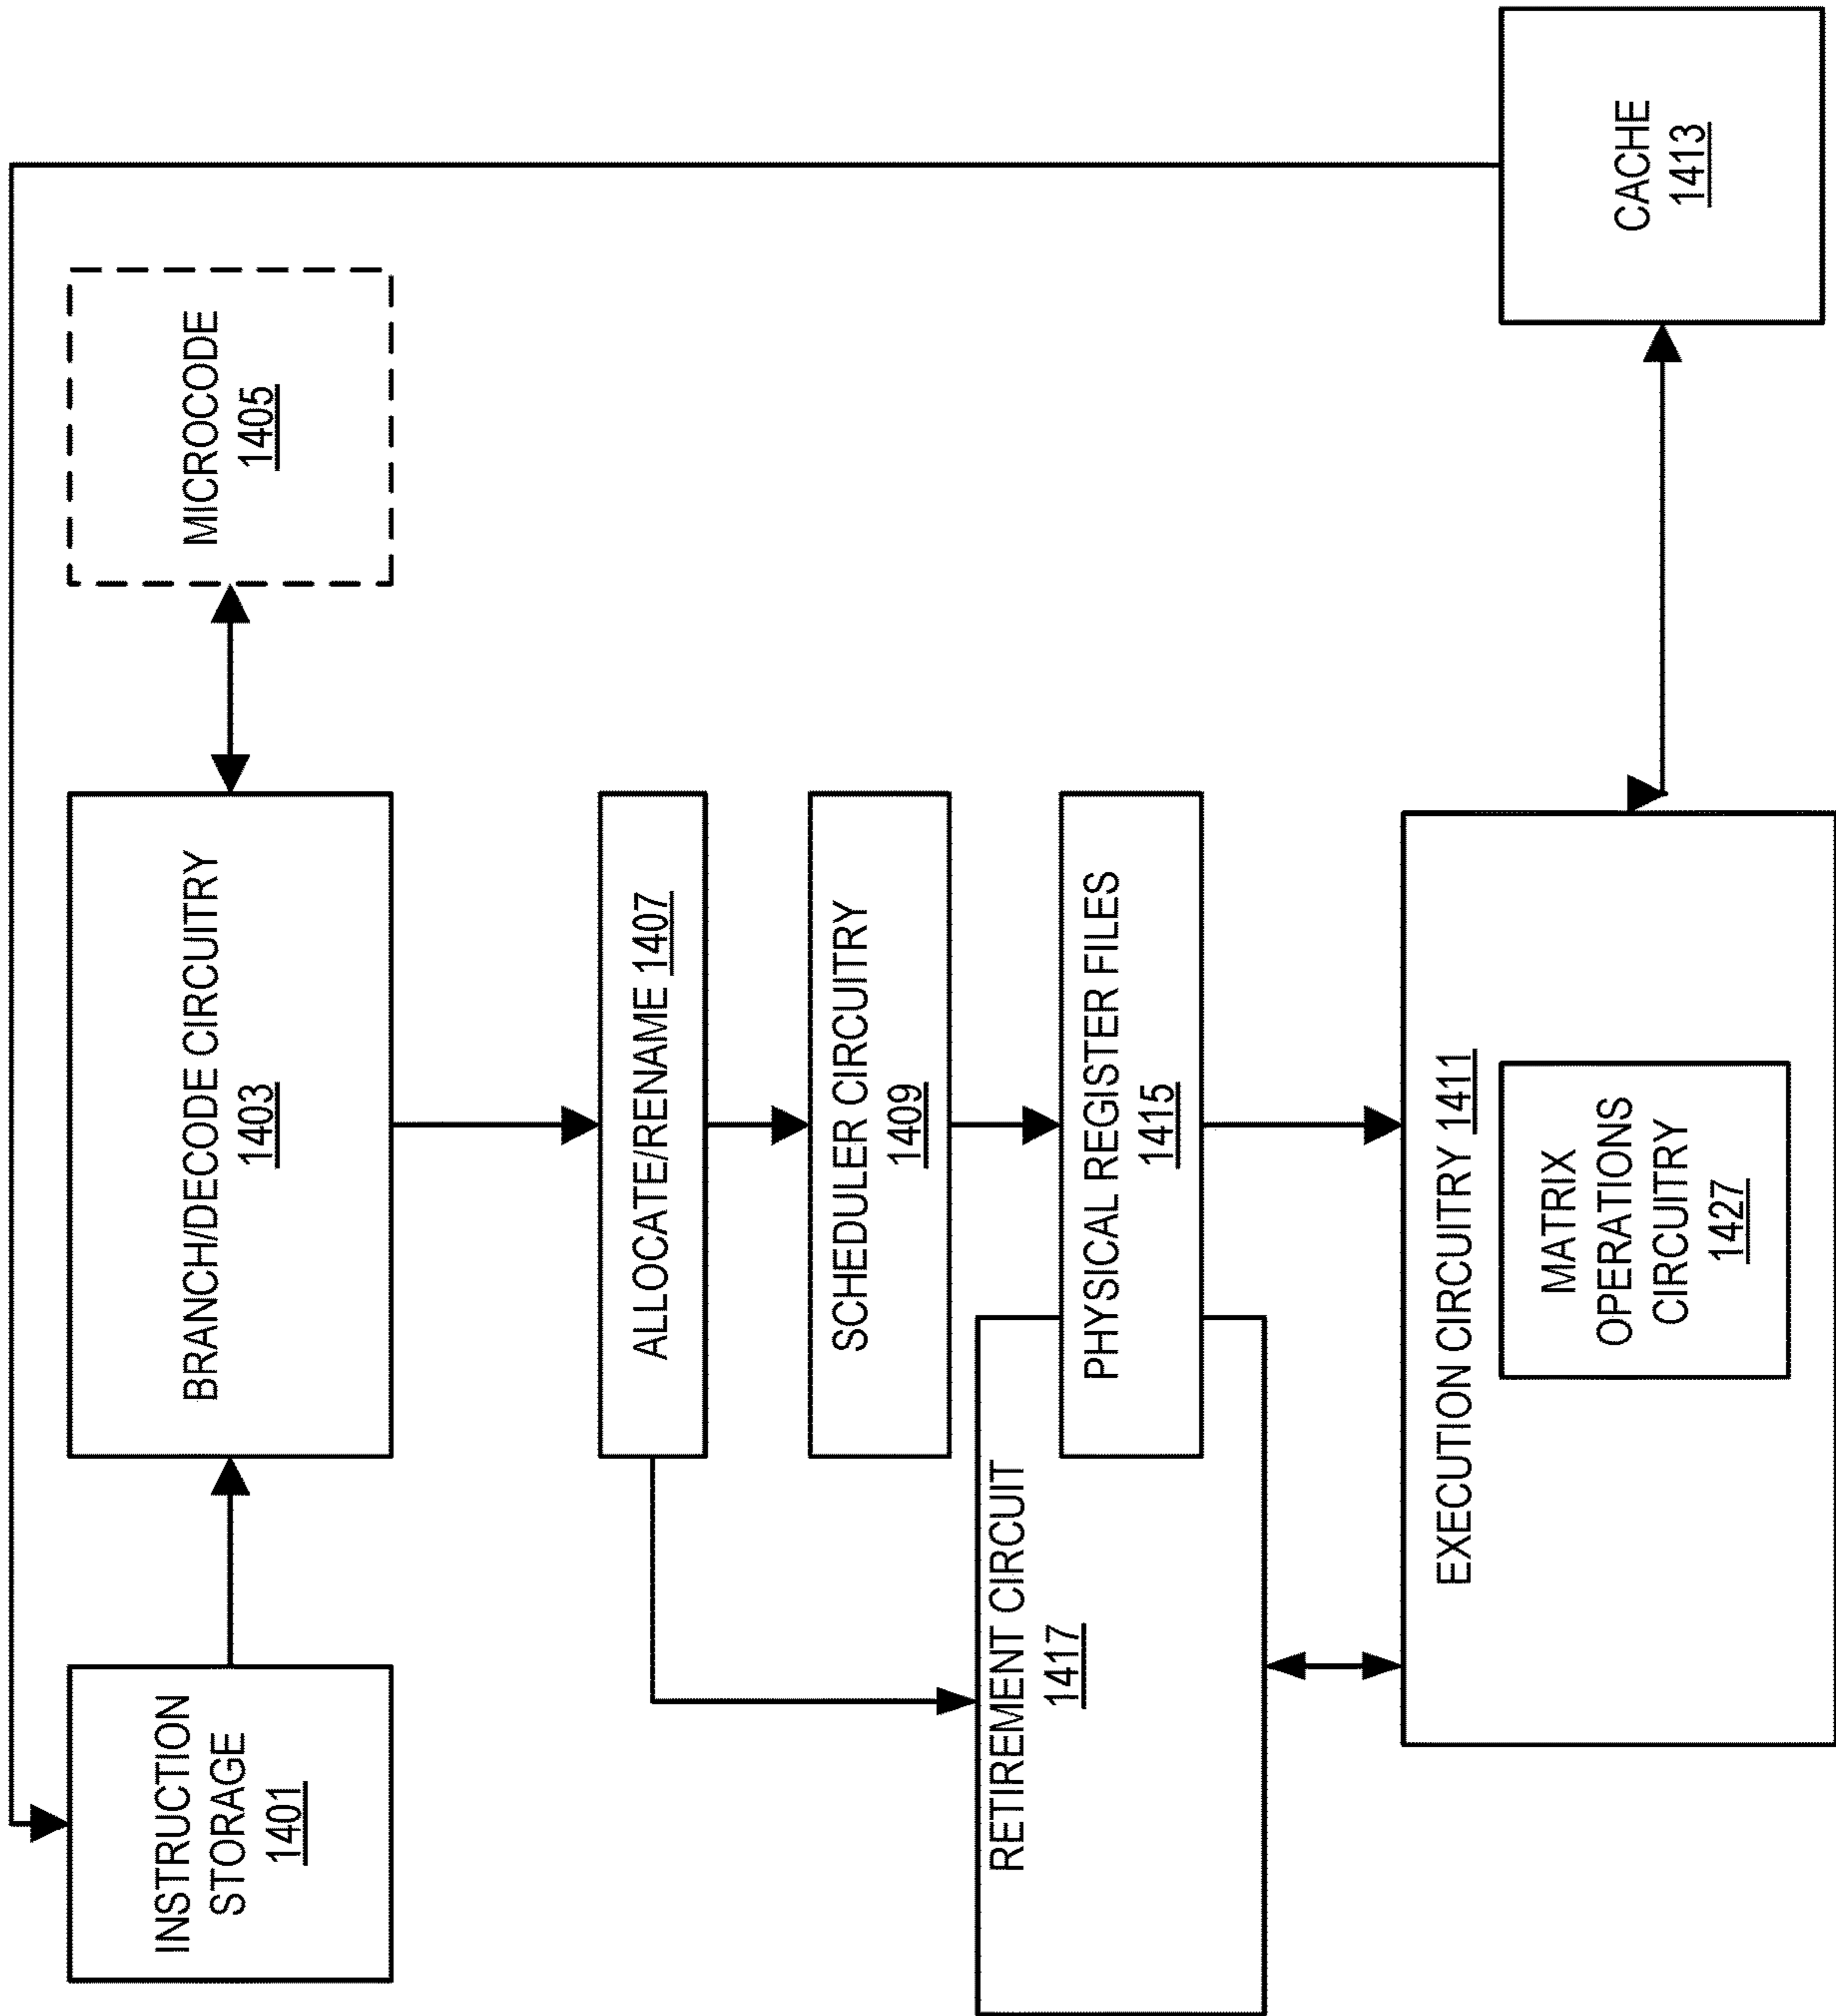 INSTRUCTION
STORAGE
1401
BRANCH/DECODE CIRCUITRY
1403
MICROCODE
1405
ALLOCATE/RENAME 1407
SCHEDULER CIRCUITRY
1409
RETIREMENT CIRCUIT
1417
PHYSICAL REGISTER FILES
1415
EXECUTION CIRCUITRY 1411
MATRIX
OPERATIONS
CIRCUITRY
1427
CACHE
1413